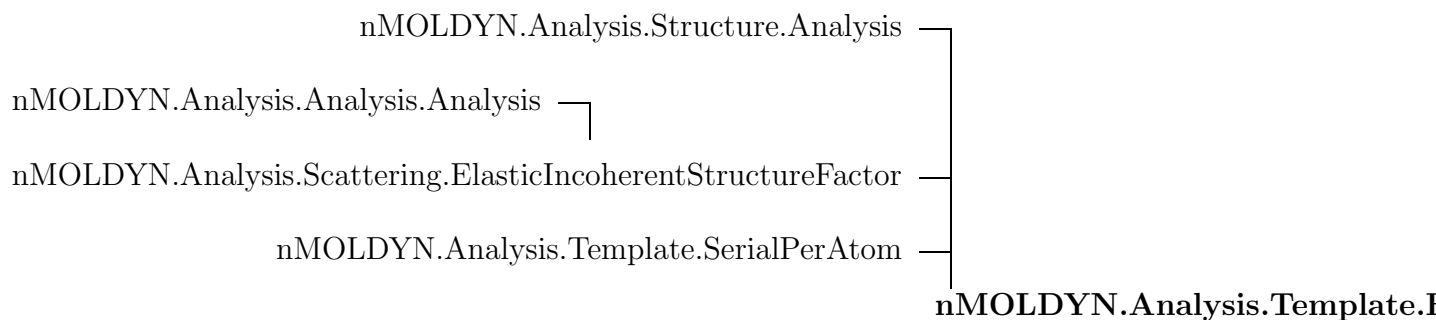 nMOLDYN.Analysis.Structure.Analysis
nMOLDYN.Analysis.Analysis.Analysis
nMOLDYN.Analysis.Scattering.ElasticIncoherentStructureFactor
nMOLDYN.Analysis.Template.SerialPerAtom
nMOLDYN.Analysis.Template.